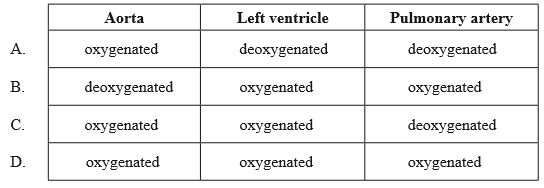 Aorta Left ventricle Pulmonary artery
A. oxygenated deoxygenated deoxygenated
B. deoxygenated oxygenated oxygenated
C. oxygenated oxygenated deoxygenated
D. oxygenated oxygenated oxygenated